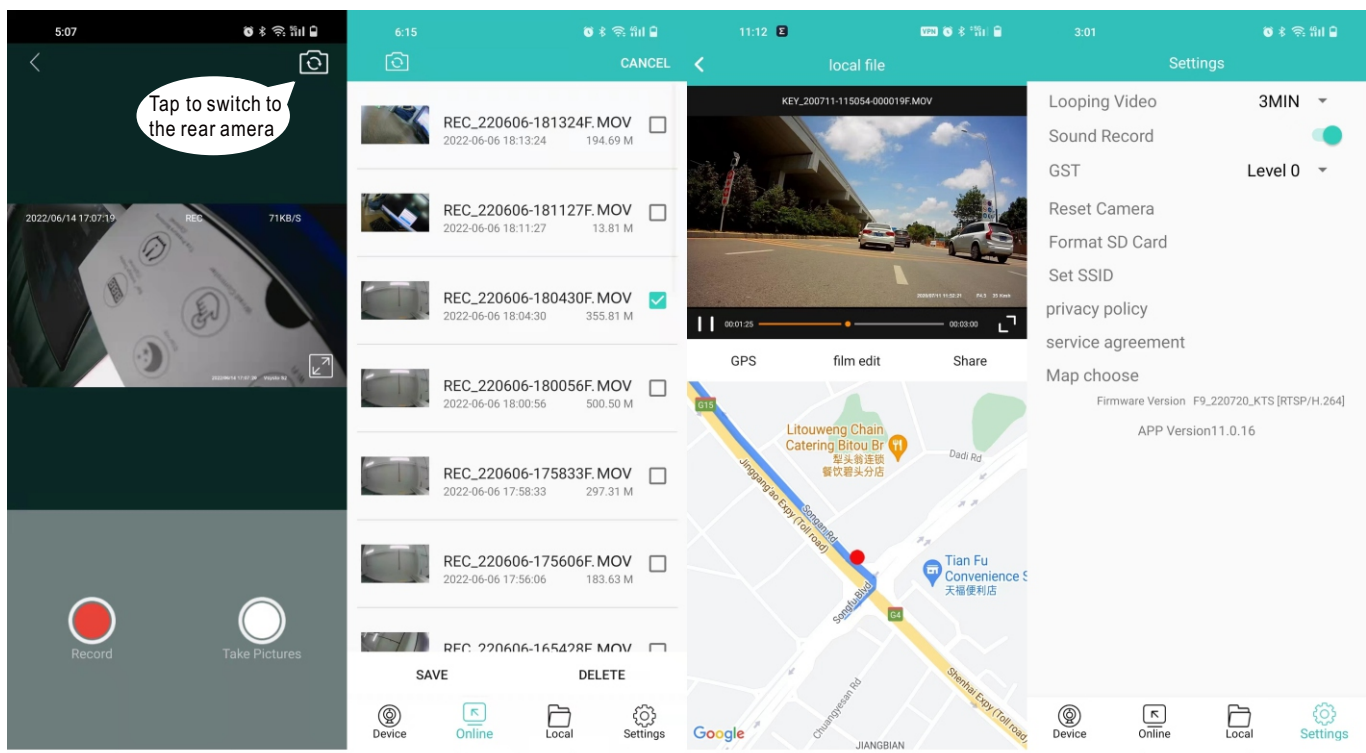 5:07
Tap to switch to
the rear amera
2022/06/14 17:07:19 REC 71KB/S
Record
Take Pictures
6:15
CANCEL
REC_220606-181324F.MOV
2022-06-06 18:13:24 194.69 M
REC_220606-181127F.MOV
2022-06-06 18:11:27 13.81 M
REC_220606-180430F.MOV
2022-06-06 18:04:30 355.81 M
REC_220606-180056F.MOV
2022-06-06 18:00:56 500.50 M
REC_220606-175833F.MOV
2022-06-06 17:58:33 297.31 M
REC_220606-175606F.MOV
2022-06-06 17:56:06 183.63 M
REC_220606-165428F.MOV
SAVE
DELETE
Device
Online
Local
Settings
11:12
VPN
local file
KEY_200711-115054-000019F.MOV
00:01:25
00:03:00
GPS
film edit
Share
G15
Litouweng Chain
Catering Bitou Br
犁头翁连锁
餐饮碧头分店
Dadi Rd
Jinggang'ao Expy (Toll road)
Songan Rd
Tian Fu
Convenience S
天福便利店
Songfu Blvd
G4
Shenhai Expy (Toll road)
Chuangyesan Rd
Google
JIANGBIAN
3:01
Settings
Looping Video 3MIN
Sound Record
GST Level 0
Reset Camera
Format SD Card
Set SSID
privacy policy
service agreement
Map choose
Firmware Version F9_220720_KTS [RTSP/H.264]
APP Version11.0.16
Device
Online
Local
Settings